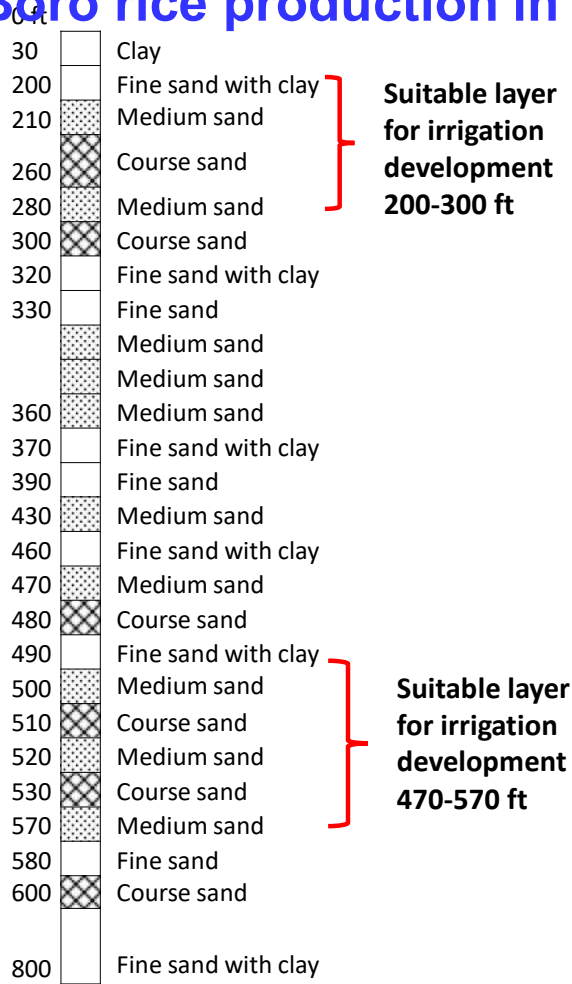 Boro rice production in
0 ft
30 Clay
200 Fine sand with clay
210 Medium sand
260 Course sand
280 Medium sand
300 Course sand
320 Fine sand with clay
330 Fine sand
Medium sand
Medium sand
360 Medium sand
370 Fine sand with clay
390 Fine sand
430 Medium sand
460 Fine sand with clay
470 Medium sand
480 Course sand
490 Fine sand with clay
500 Medium sand
510 Course sand
520 Medium sand
530 Course sand
570 Medium sand
580 Fine sand
600 Course sand
800 Fine sand with clay
Suitable layer
for irrigation
development
200-300 ft
Suitable layer
for irrigation
development
470-570 ft